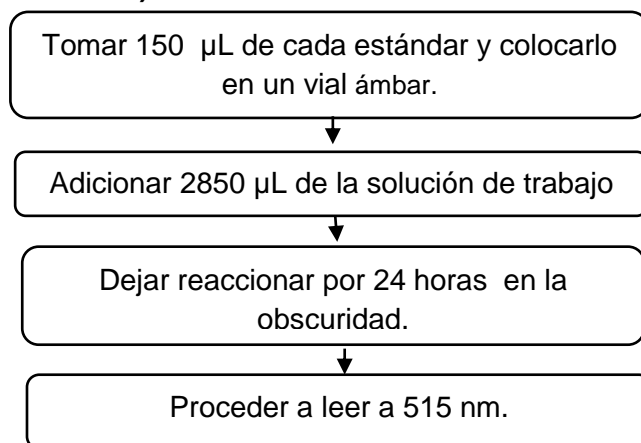 Tomar 150 µL de cada estándar y colocarlo
en un vial ámbar.
Adicionar 2850 µL de la solución de trabajo
Dejar reaccionar por 24 horas en la
obscuridad.
Proceder a leer a 515 nm.